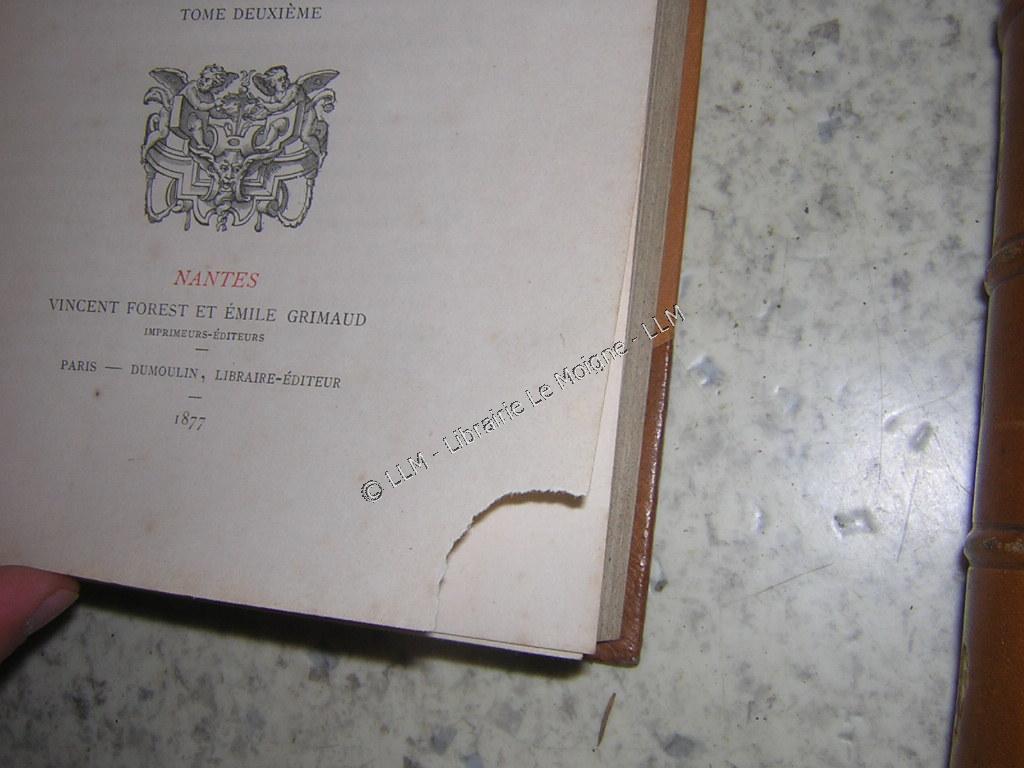 TOME DEUXIÈME
NANTES
VINCENT FOREST ET ÉMILE GRIMAUD
IMPRIMEURS-ÉDITEURS
PARIS — DUMOULIN, LIBRAIRE-ÉDITEUR
1877
© LLM - Librairie Le Moigne - LLM